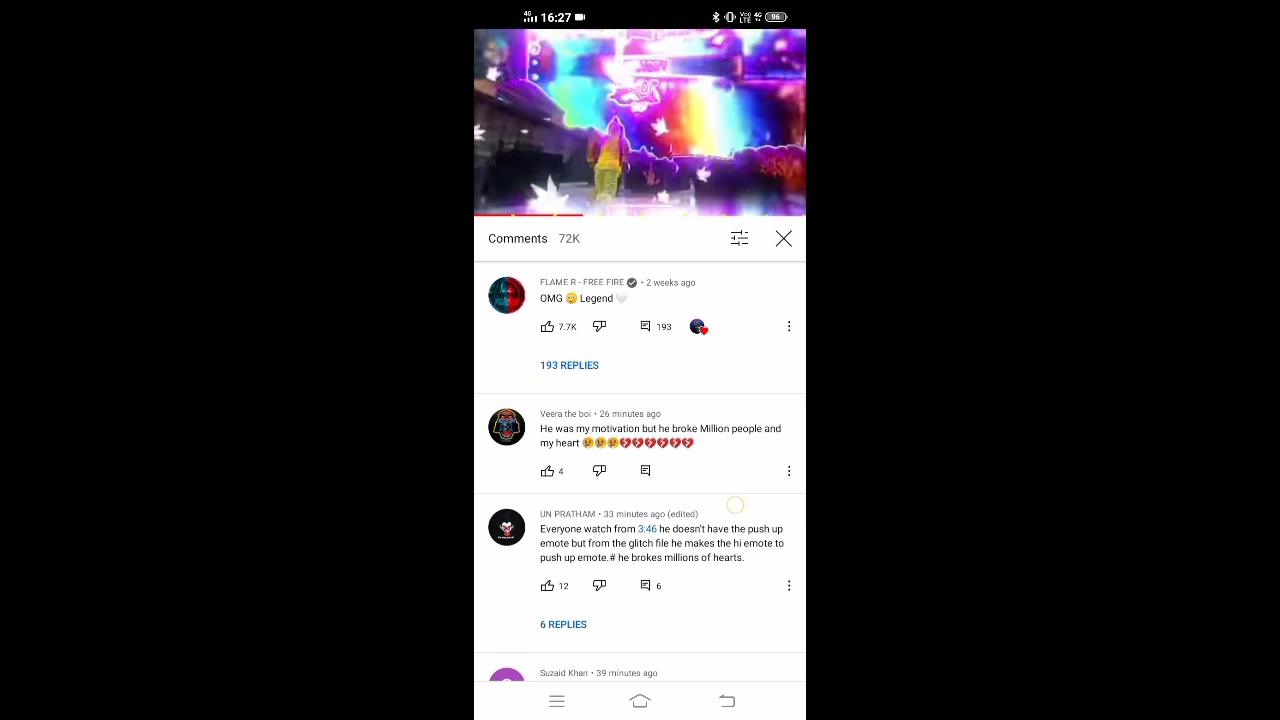 4G 16:27 Voo LTE 4G 96
Comments 72K
FLAME R - FREE FIRE • 2 weeks ago
OMG 😳 Legend 🤍
7.7K 193
193 REPLIES
Veera the boi • 26 minutes ago
He was my motivation but he broke Million people and
my heart 😢😢😢💔💔💔💔💔💔
4
UN PRATHAM • 33 minutes ago (edited)
Everyone watch from 3:46 he doesn't have the push up
emote but from the glitch file he makes the hi emote to
push up emote.# he brokes millions of hearts.
12 6
6 REPLIES
Suzaid Khan • 39 minutes ago